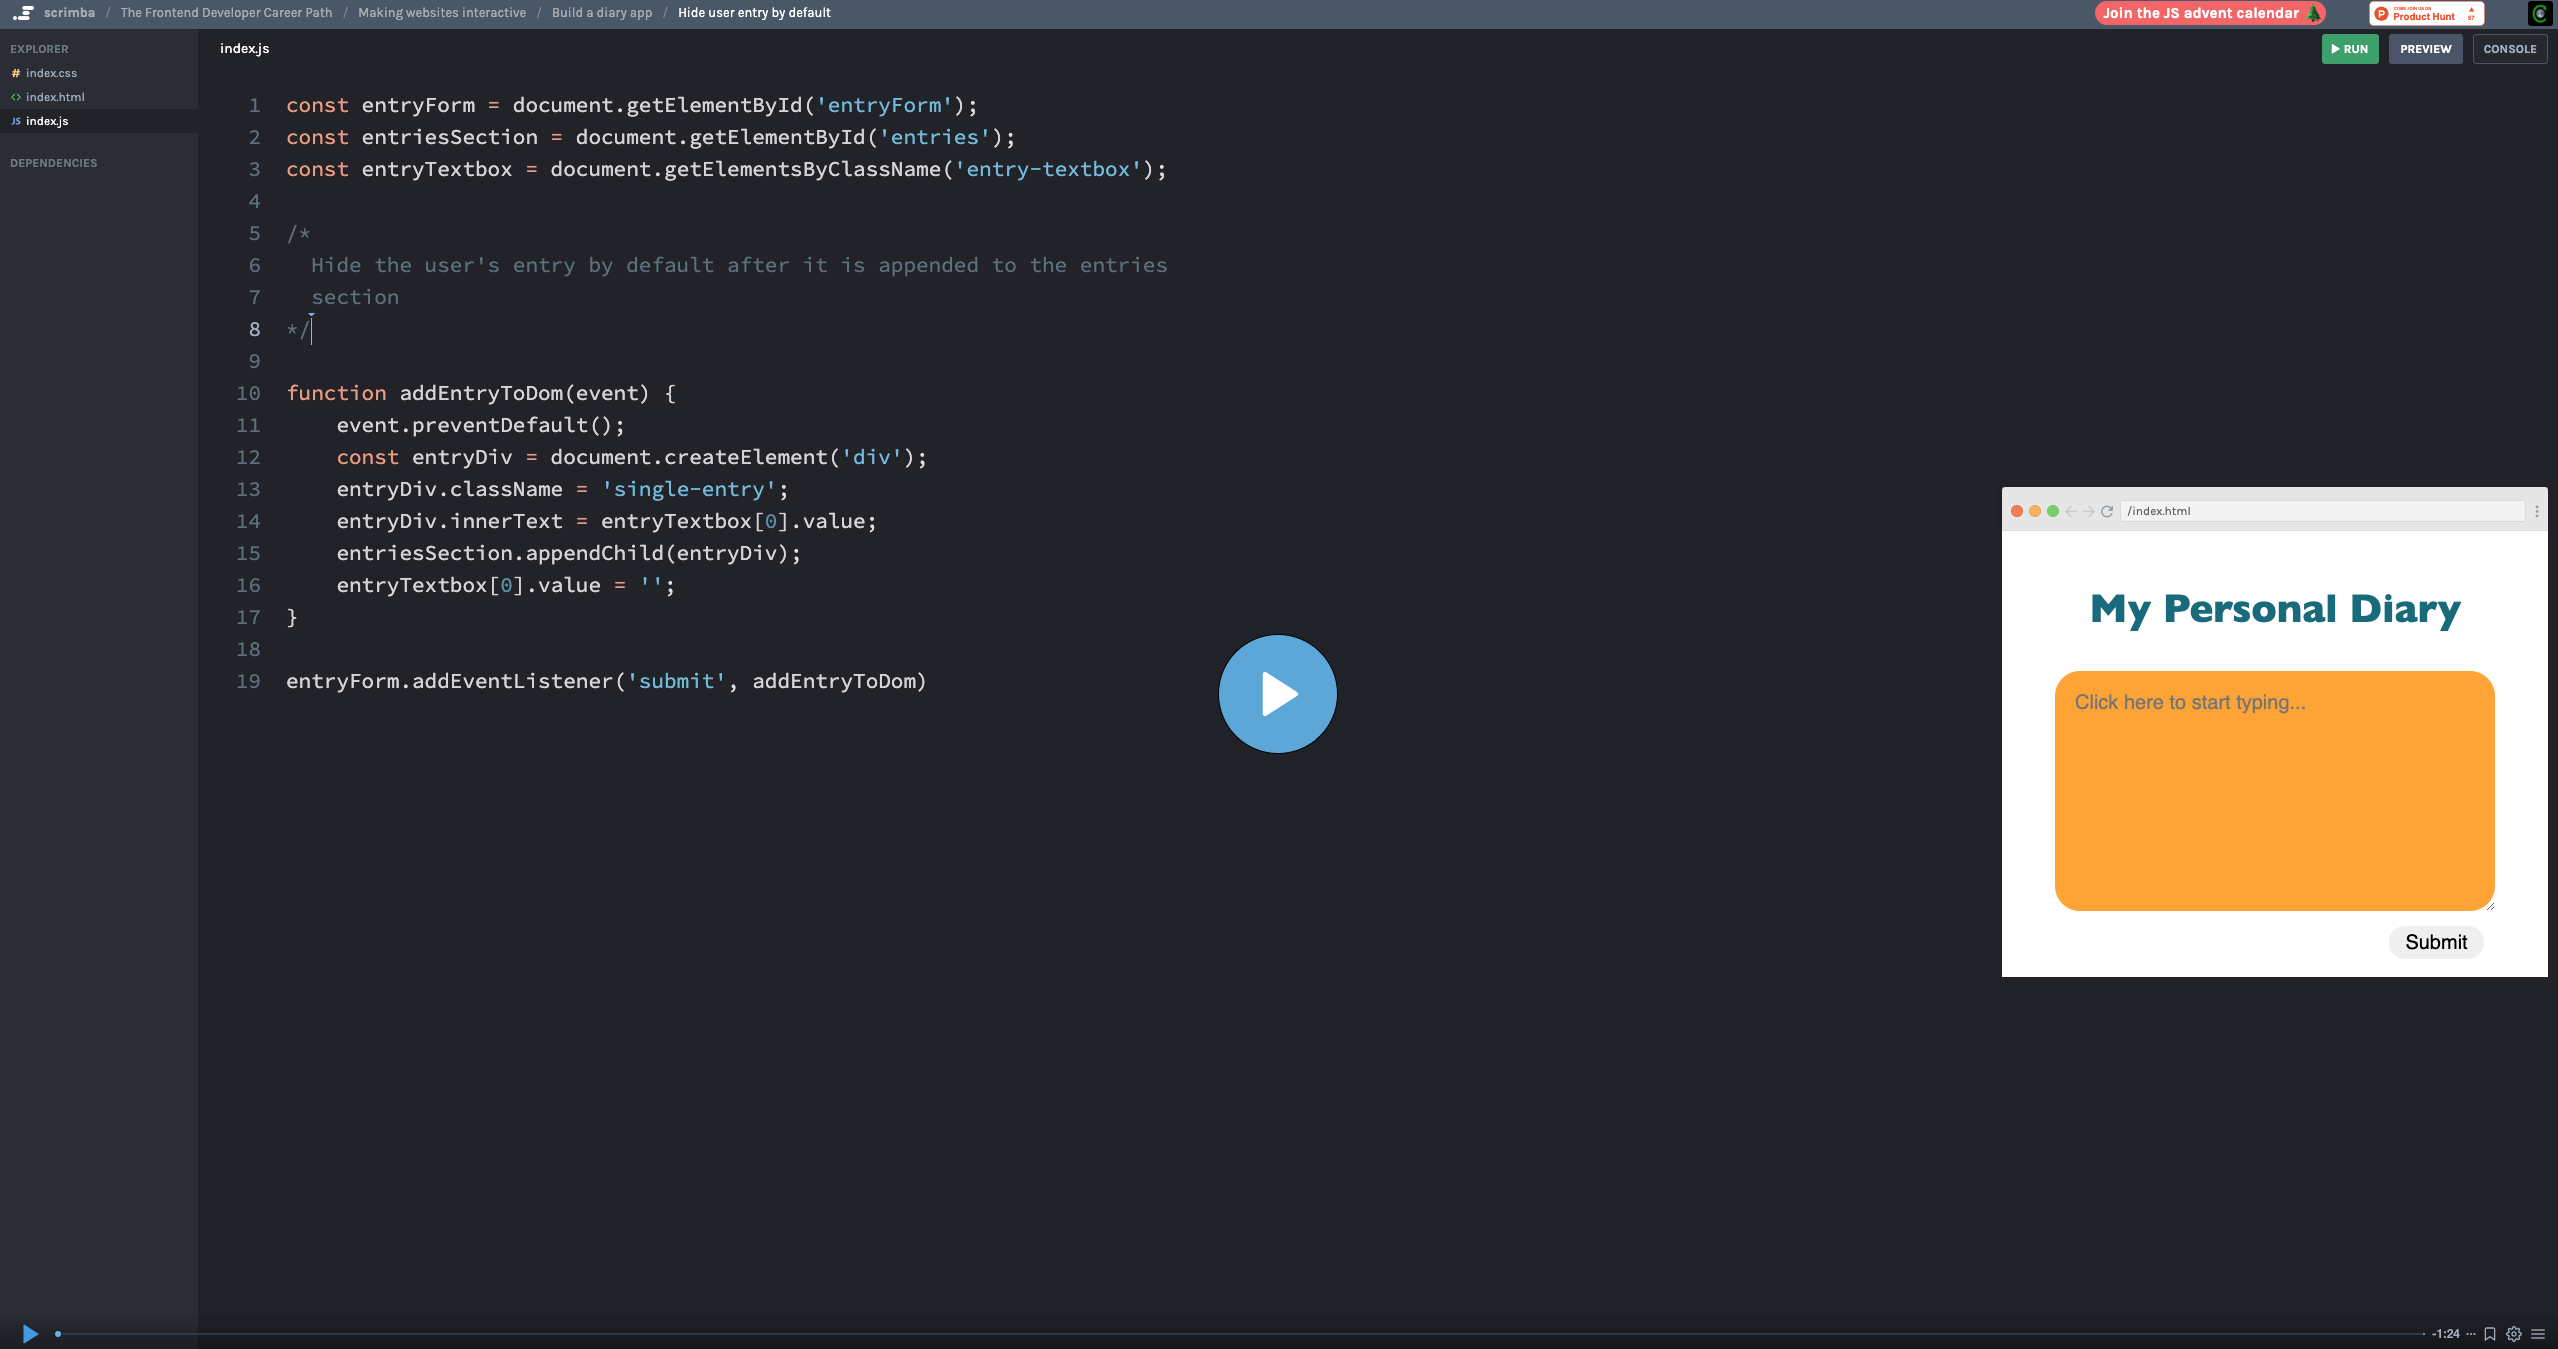 scrimba / The Frontend Developer Career Path / Making websites interactive / Build a diary app / Hide user entry by default
Join the JS advent calendar
COME JOIN US ON
Product Hunt
57
EXPLORER
# index.css
<> index.html
JS index.js
DEPENDENCIES
index.js
RUN
PREVIEW
CONSOLE
1 const entryForm = document.getElementById('entryForm');
2 const entriesSection = document.getElementById('entries');
3 const entryTextbox = document.getElementsByClassName('entry-textbox');
4
5 /*
6 Hide the user's entry by default after it is appended to the entries
7 section
8 */
9
10 function addEntryToDom(event) {
11 event.preventDefault();
12 const entryDiv = document.createElement('div');
13 entryDiv.className = 'single-entry';
14 entryDiv.innerText = entryTextbox[0].value;
15 entriesSection.appendChild(entryDiv);
16 entryTextbox[0].value = '';
17 }
18
19 entryForm.addEventListener('submit', addEntryToDom)
/index.html
My Personal Diary
Click here to start typing...
Submit
-1:24